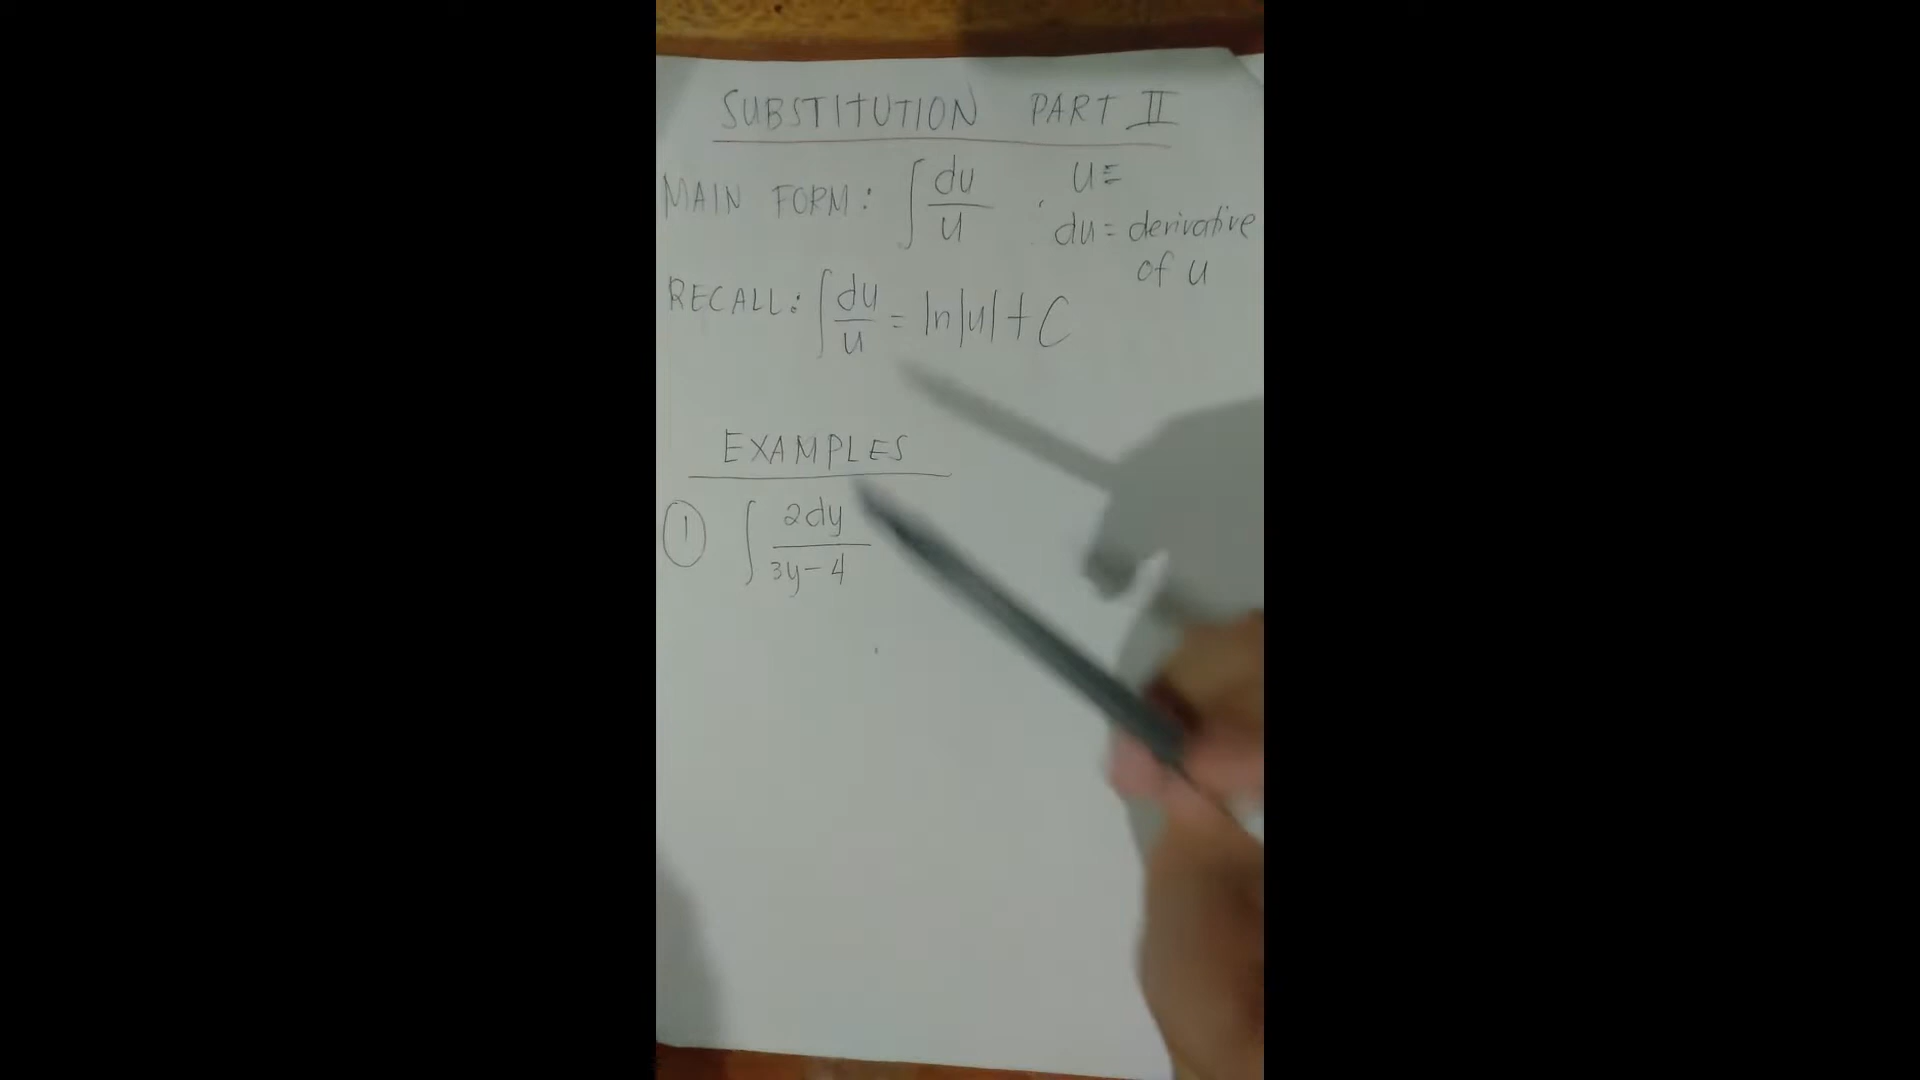 SUBSTITUTION PART II
MAIN FORM: ∫ du/u u=
du = derivative
of u
RECALL: ∫ du/u = ln|u| + C
EXAMPLES
① ∫ 2dy/3y-4